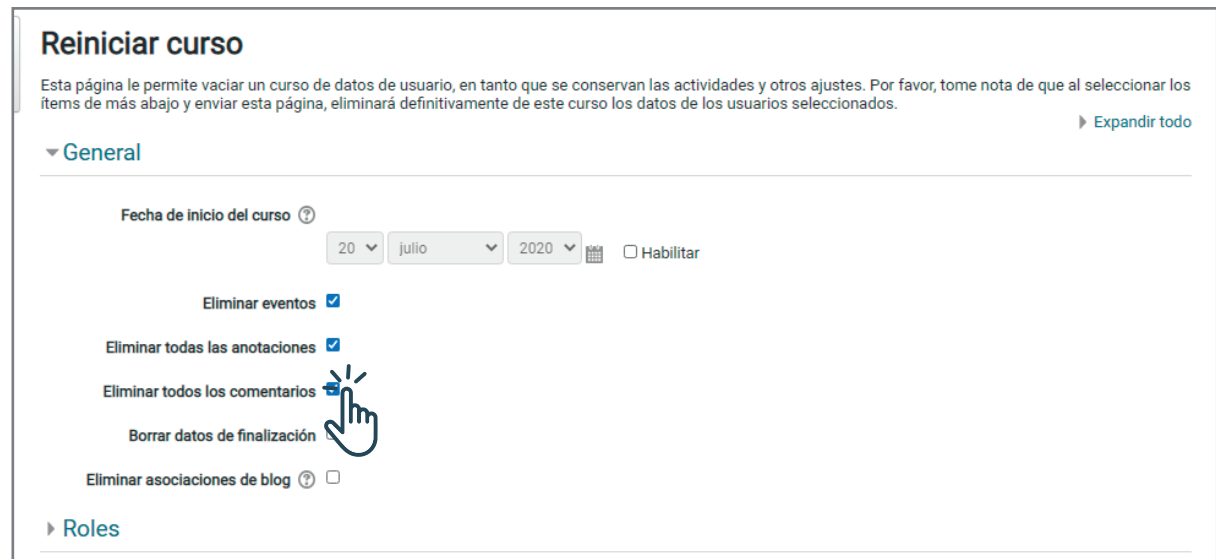 Reiniciar curso
Esta página le permite vaciar un curso de datos de usuario, en tanto que se conservan las actividades y otros ajustes. Por favor, tome nota de que al seleccionar los
ítems de más abajo y enviar esta página, eliminará definitivamente de este curso los datos de los usuarios seleccionados.
Expandir todo
General
Fecha de inicio del curso
20 julio 2020 Habilitar
Eliminar eventos
Eliminar todas las anotaciones
Eliminar todos los comentarios
Borrar datos de finalización
Eliminar asociaciones de blog
Roles